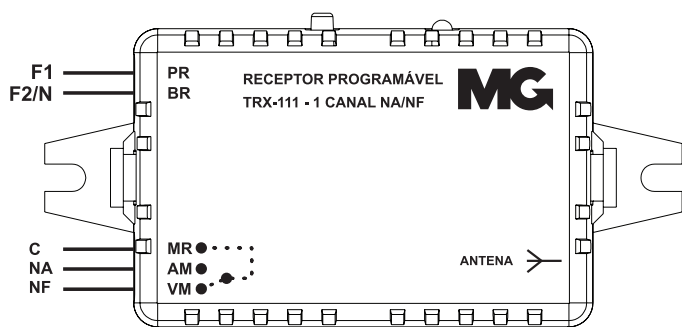 F1 PR
F2/N BR
RECEPTOR PROGRAMÁVEL
TRX-111 - 1 CANAL NA/NF
MG
C MR
NA AM
NF VM
ANTENA